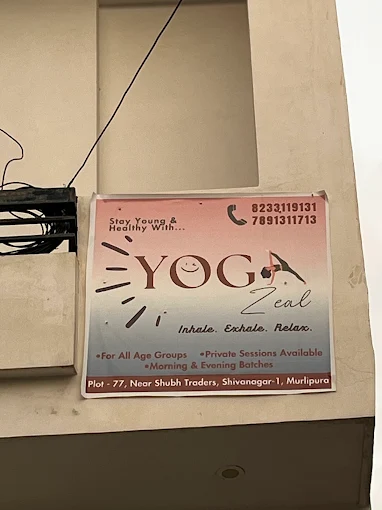 Stay Young &
Healthy With...
8233119131
7891311713
YOGA
Zeal
Inhale. Exhale. Relax.
•For All Age Groups •Private Sessions Available
•Morning & Evening Batches
Plot - 77, Near Shubh Traders, Shivanagar-1, Murlipura